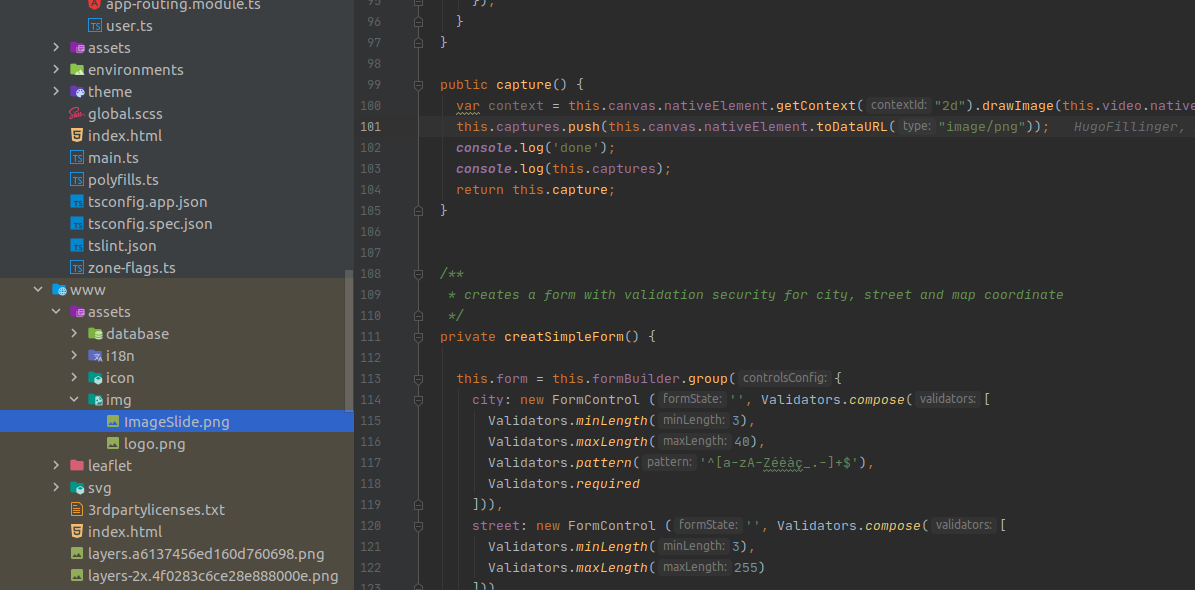 app-routing.module.ts
user.ts
assets
environments
theme
global.scss
index.html
main.ts
polyfills.ts
tsconfig.app.json
tsconfig.spec.json
tslint.json
zone-flags.ts
www
assets
database
i18n
icon
img
ImageSlide.png
logo.png
leaflet
svg
3rdpartylicenses.txt
index.html
layers.a6137456ed160d760698.png
layers-2x.4f0283c6ce28e888000e.png
95 });
96 }
97 }
98
99 public capture() {
100 var context = this.canvas.nativeElement.getContext( contextId: "2d").drawImage(this.video.native
101 this.captures.push(this.canvas.nativeElement.toDataURL( type: "image/png")); HugoFillinger,
102 console.log('done');
103 console.log(this.captures);
104 return this.capture;
105 }
106
107
108 /**
109 * creates a form with validation security for city, street and map coordinate
110 */
111 private creatSimpleForm() {
112
113 this.form = this.formBuilder.group( controlsConfig: {
114 city: new FormControl ( formState: '', Validators.compose( validators: [
115 Validators.minLength( minLength: 3),
116 Validators.maxLength( maxLength: 40),
117 Validators.pattern( pattern: '^[a-zA-Zéèàç_.-]+$'),
118 Validators.required
119 ])),
120 street: new FormControl ( formState: '', Validators.compose( validators: [
121 Validators.minLength( minLength: 3),
122 Validators.maxLength( maxLength: 255)
123 ]))